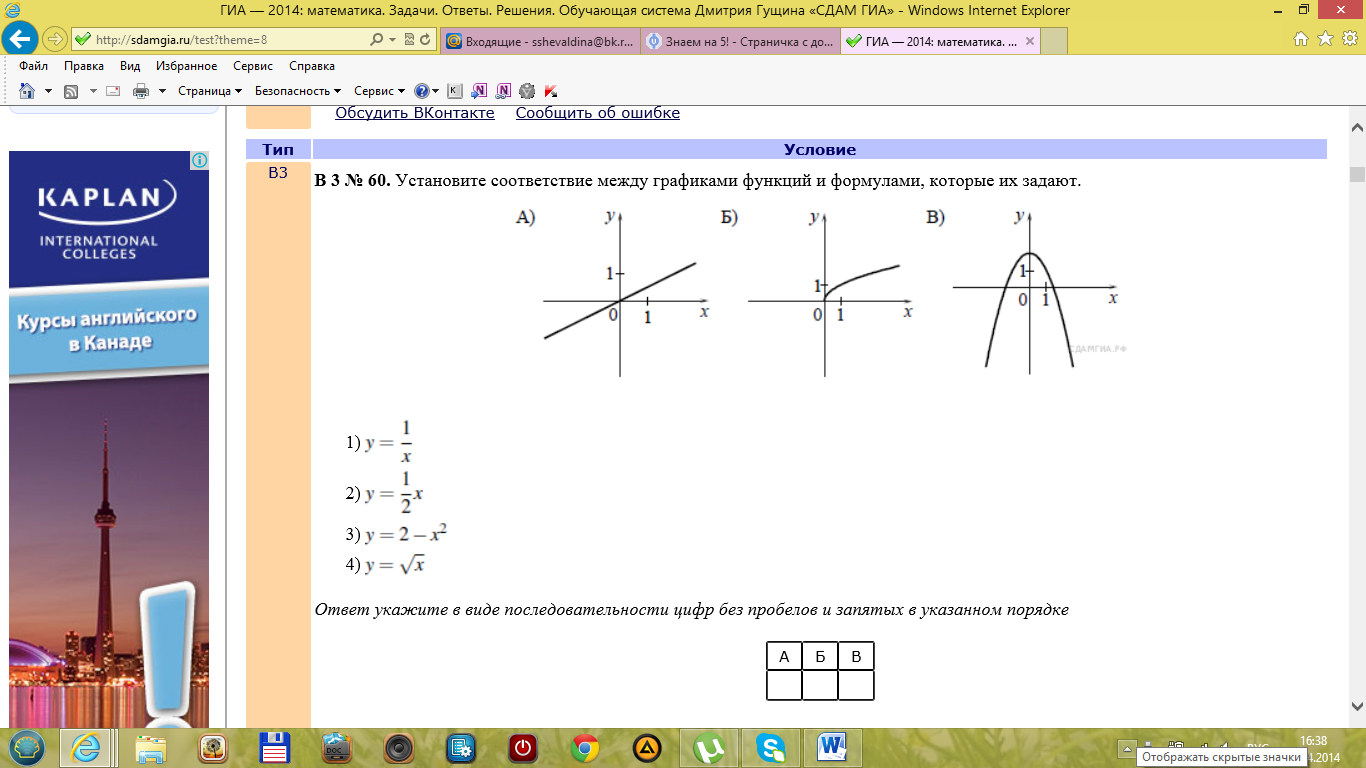 ГИА — 2014: математика. Задачи. Ответы. Решения. Обучающая система Дмитрия Гущина «СДАМ ГИА» - Windows Internet Explorer
http://sdamgia.ru/test?theme=8
Входящие - sshevaldina@bk.r...
Знаем на 5! - Страничка с до...
ГИА — 2014: математика. ...
Файл Правка Вид Избранное Сервис Справка
Страница Безопасность Сервис
Обсудить ВКонтакте Сообщить об ошибке
Тип Условие
B3
B 3 № 60. Установите соответствие между графиками функций и формулами, которые их задают.
А) y 1 0 1 x
Б) y 1 0 1 x
В) y 1 0 1 x
СДАМГИА.РФ
1) y = 1/x
2) y = 1/2 x
3) y = 2 – x²
4) y = √x
Ответ укажите в виде последовательности цифр без пробелов и запятых в указанном порядке
А Б В
KAPLAN
INTERNATIONAL
COLLEGES
Курсы английского
в Канаде
DOC
16:38
Отображать скрытые значки